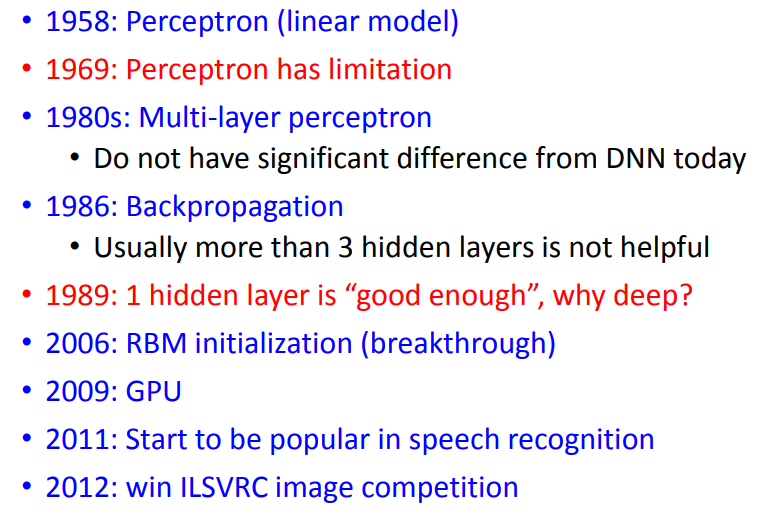 • 1958: Perceptron (linear model)
• 1969: Perceptron has limitation
• 1980s: Multi-layer perceptron
• Do not have significant difference from DNN today
• 1986: Backpropagation
• Usually more than 3 hidden layers is not helpful
• 1989: 1 hidden layer is “good enough”, why deep?
• 2006: RBM initialization (breakthrough)
• 2009: GPU
• 2011: Start to be popular in speech recognition
• 2012: win ILSVRC image competition